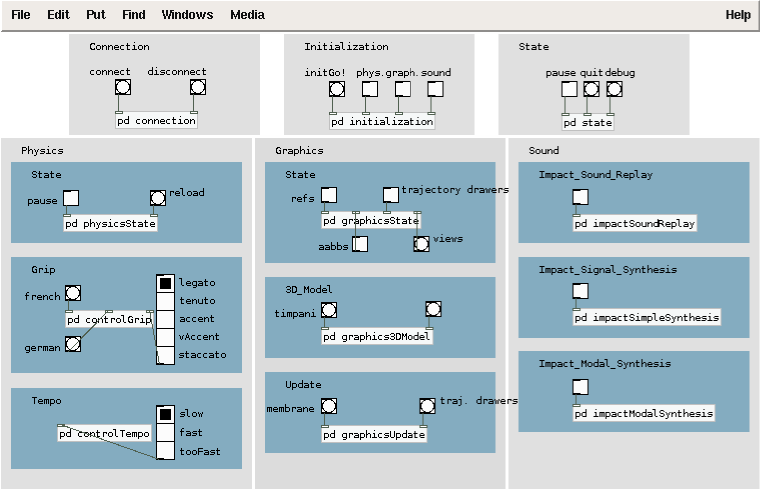 File Edit Put Find Windows Media Help
Connection
connect disconnect
pd connection
Initialization
initGo! phys. graph. sound
pd initialization
State
pause quit debug
pd state
Physics
State
pause
reload
pd physicsState
Grip
french
pd controlGrip
german
legato
tenuto
accent
vAccent
staccato
Tempo
pd controlTempo
slow
fast
tooFast
Graphics
State
refs
trajectory drawers
pd graphicsState
aabbs
views
3D_Model
timpani
pd graphics3DModel
Update
membrane
traj. drawers
pd graphicsUpdate
Sound
Impact_Sound_Replay
pd impactSoundReplay
Impact_Signal_Synthesis
pd impactSimpleSynthesis
Impact_Modal_Synthesis
pd impactModalSynthesis